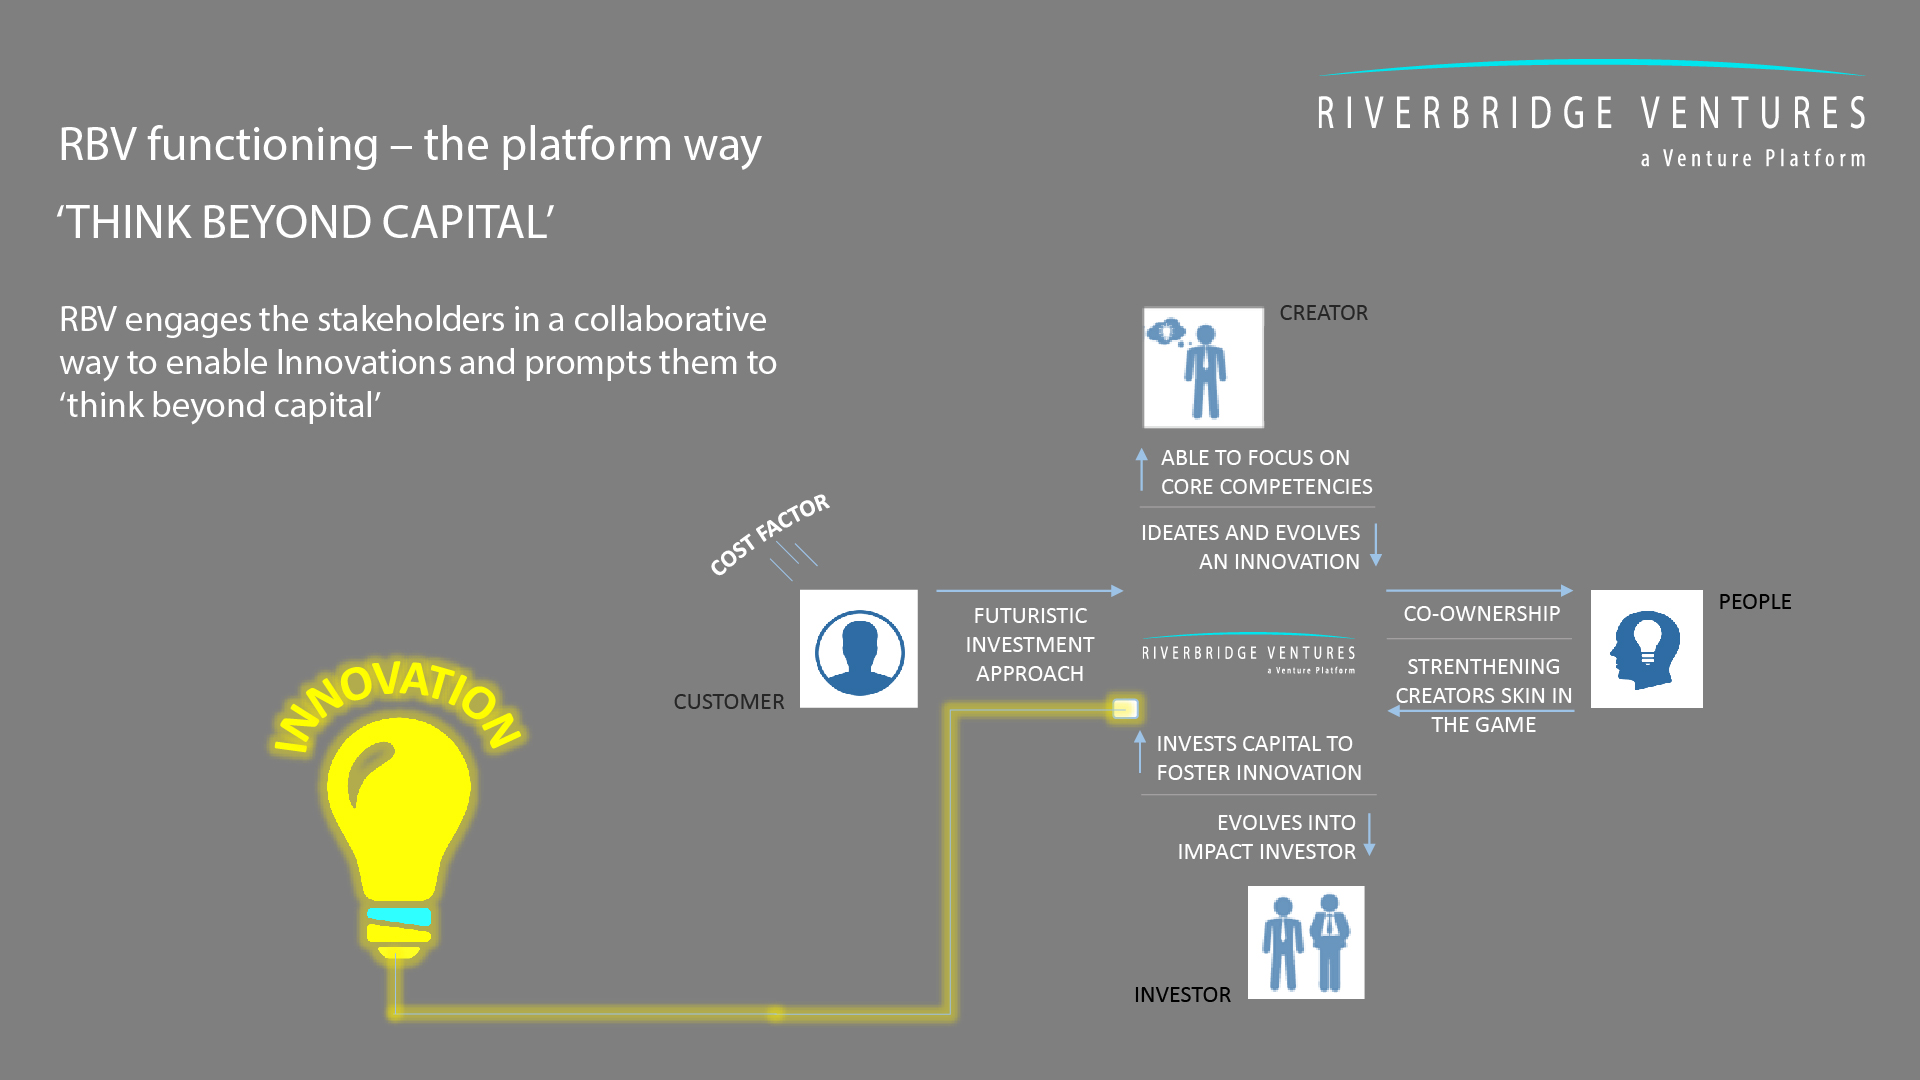 RIVERBRIDGE VENTURES
a Venture Platform
RBV functioning – the platform way
‘THINK BEYOND CAPITAL’
RBV engages the stakeholders in a collaborative
way to enable Innovations and prompts them to
‘think beyond capital’
CREATOR
ABLE TO FOCUS ON
CORE COMPETENCIES
IDEATES AND EVOLVES
AN INNOVATION
COST FACTOR
CUSTOMER
FUTURISTIC
INVESTMENT
APPROACH
RIVERBRIDGE VENTURES
a Venture Platform
CO-OWNERSHIP
STRENTHENING
CREATORS SKIN IN
THE GAME
PEOPLE
INNOVATION
INVESTS CAPITAL TO
FOSTER INNOVATION
EVOLVES INTO
IMPACT INVESTOR
INVESTOR